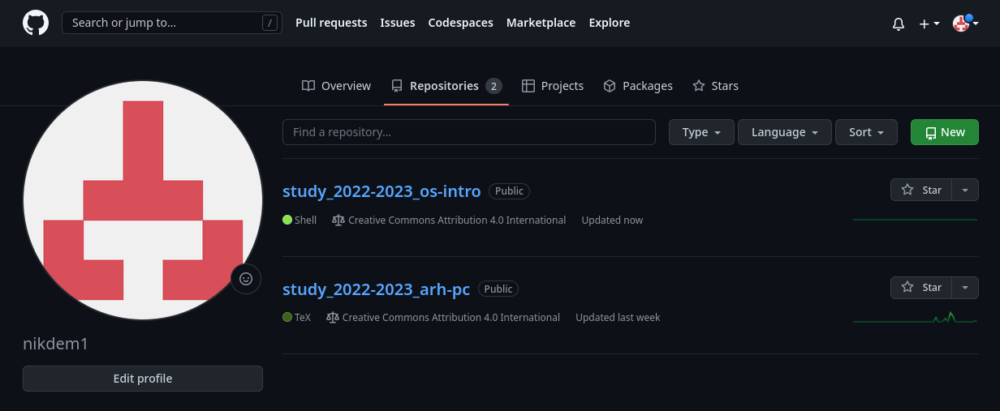 Search or jump to... / Pull requests Issues Codespaces Marketplace Explore
Overview Repositories 2 Projects Packages Stars
Find a repository... Type Language Sort New
study_2022-2023_os-intro Public Star
Shell Creative Commons Attribution 4.0 International Updated now
study_2022-2023_arh-pc Public Star
TeX Creative Commons Attribution 4.0 International Updated last week
nikdem1
Edit profile